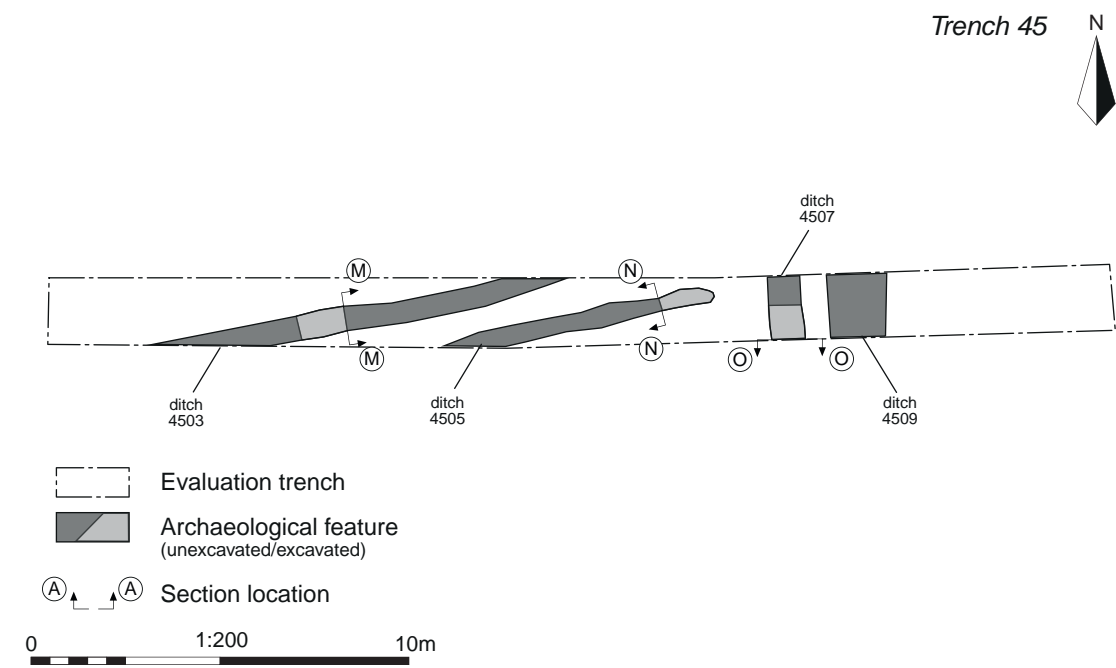 Trench 45
N
ditch
4507
M
N
M
N
O
O
ditch
4503
ditch
4505
ditch
4509
Evaluation trench
Archaeological feature
(unexcavated/excavated)
A
A
Section location
0
1:200
10m